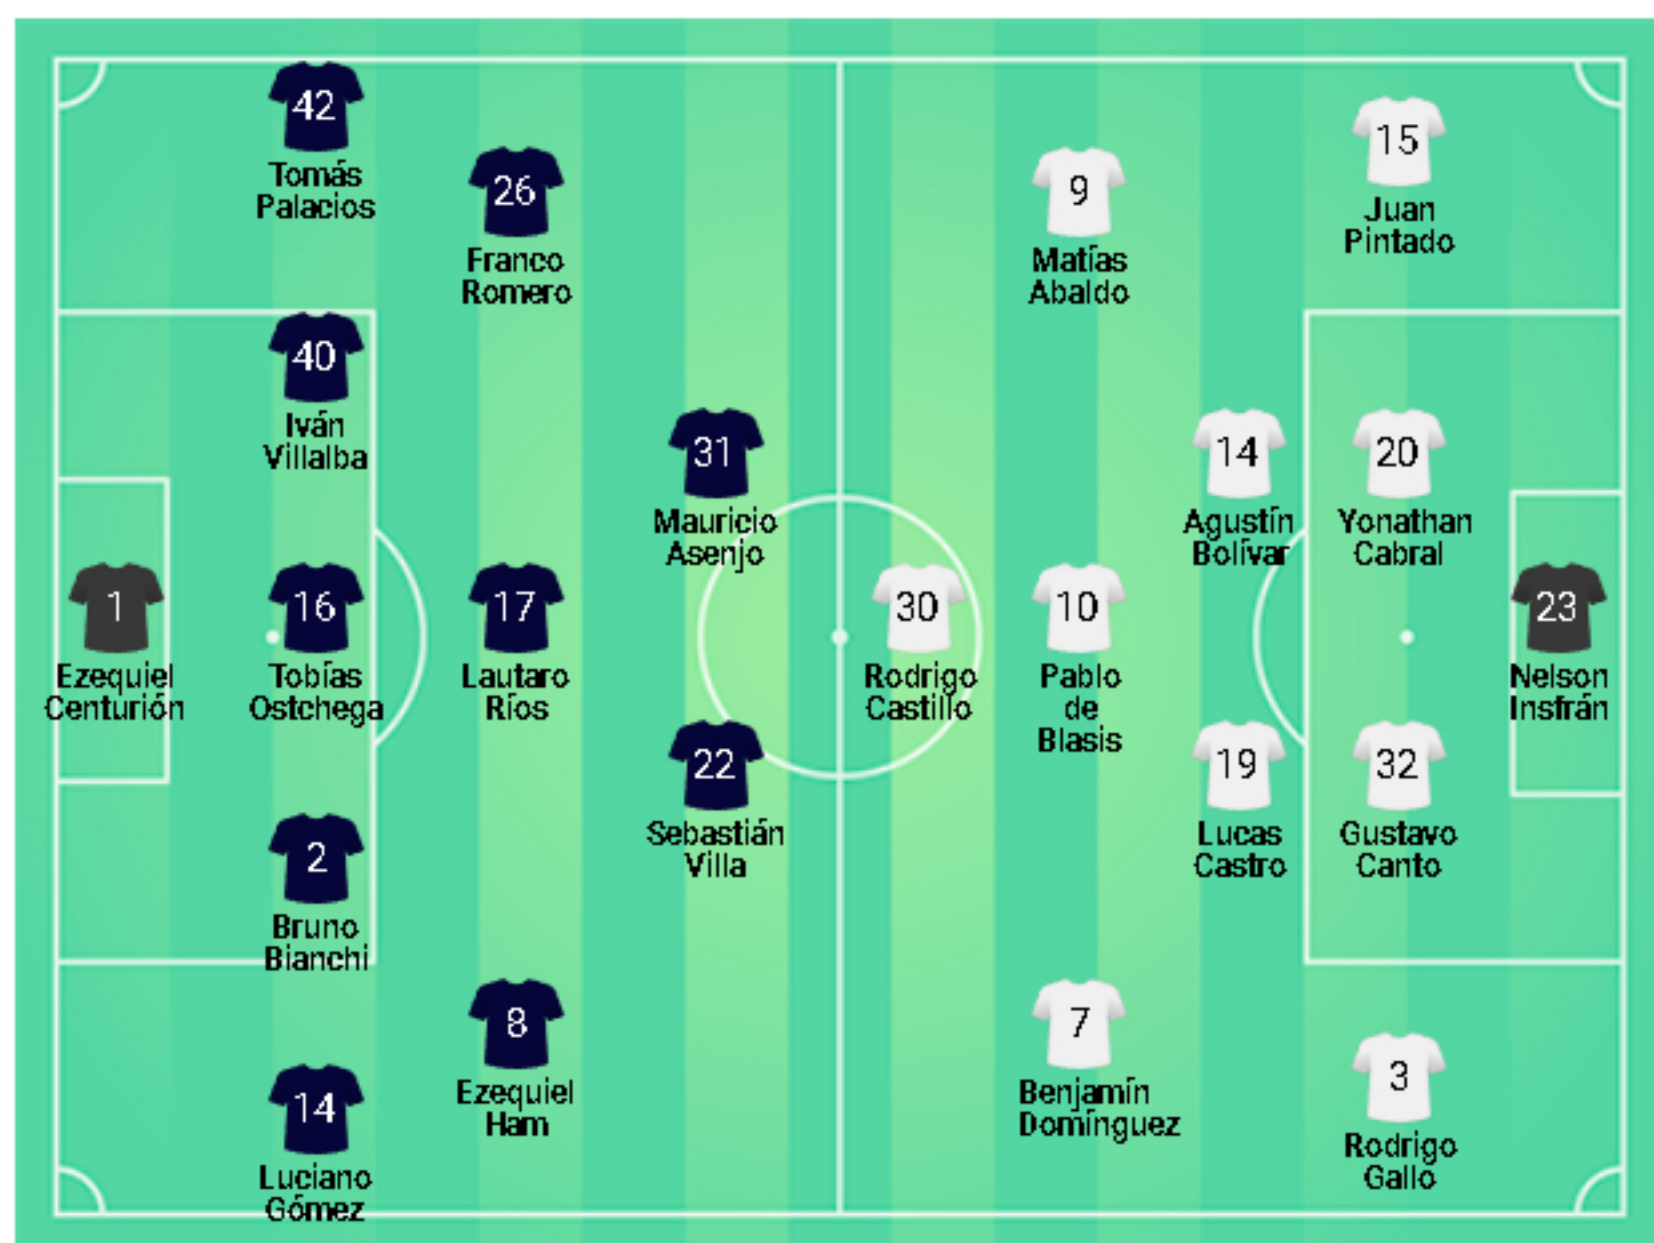 42
Tomás
Palacios
26
Franco
Romero
40
Iván
Villalba
31
Mauricio
Asenjo
1
Ezequiel
Centurión
16
Tobías
Ostchega
17
Lautaro
Ríos
22
Sebastián
Villa
2
Bruno
Bianchi
8
Ezequiel
Ham
14
Luciano
Gómez
9
Matías
Abaldo
15
Juan
Pintado
14
Agustín
Bolívar
20
Yonathan
Cabral
30
Rodrigo
Castillo
10
Pablo
de
Blasis
23
Nelson
Insfrán
19
Lucas
Castro
32
Gustavo
Canto
7
Benjamín
Domínguez
3
Rodrigo
Gallo